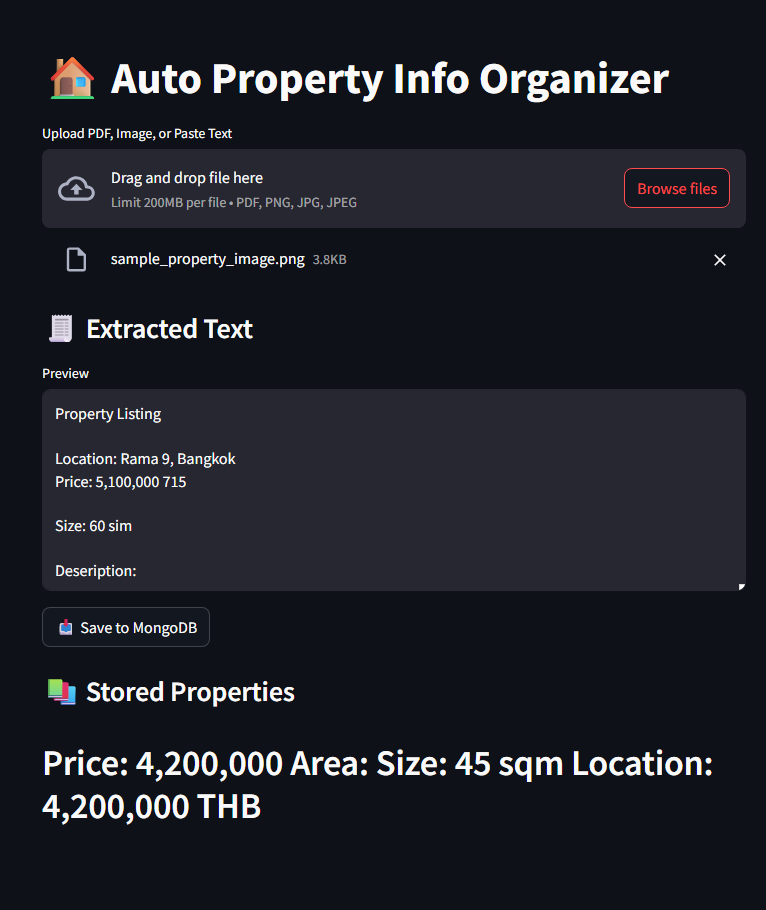 Auto Property Info Organizer
Upload PDF, Image, or Paste Text
Drag and drop file here
Limit 200MB per file • PDF, PNG, JPG, JPEG
Browse files
sample_property_image.png 3.8KB
Extracted Text
Preview
Property Listing
Location: Rama 9, Bangkok
Price: 5,100,000 715
Size: 60 sim
Deseription:
Save to MongoDB
Stored Properties
Price: 4,200,000 Area: Size: 45 sqm Location:
4,200,000 THB